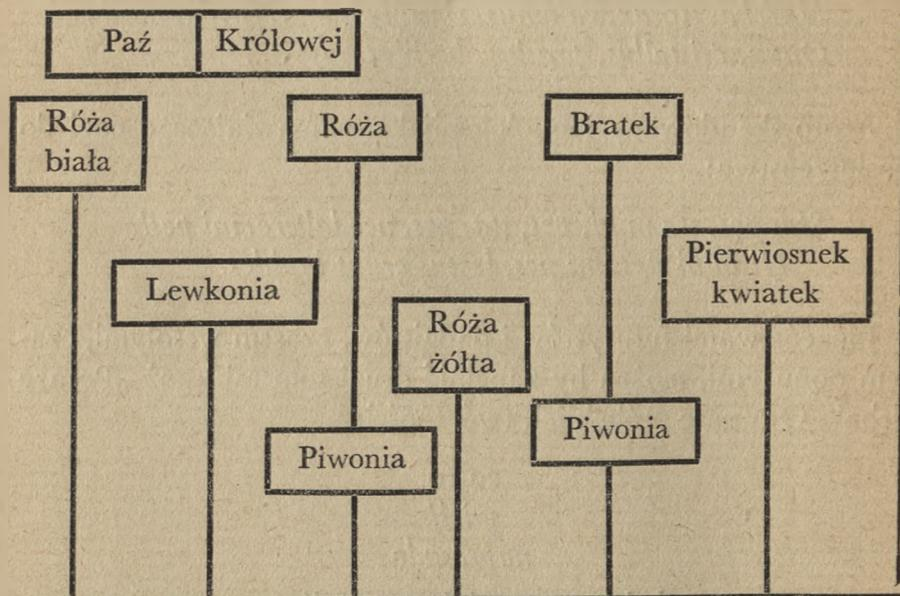 Paź Królowej
Róża
biała
Róża
Bratek
Pierwiosnek
kwiatek
Lewkonia
Róża
żółta
Piwonia
Piwonia